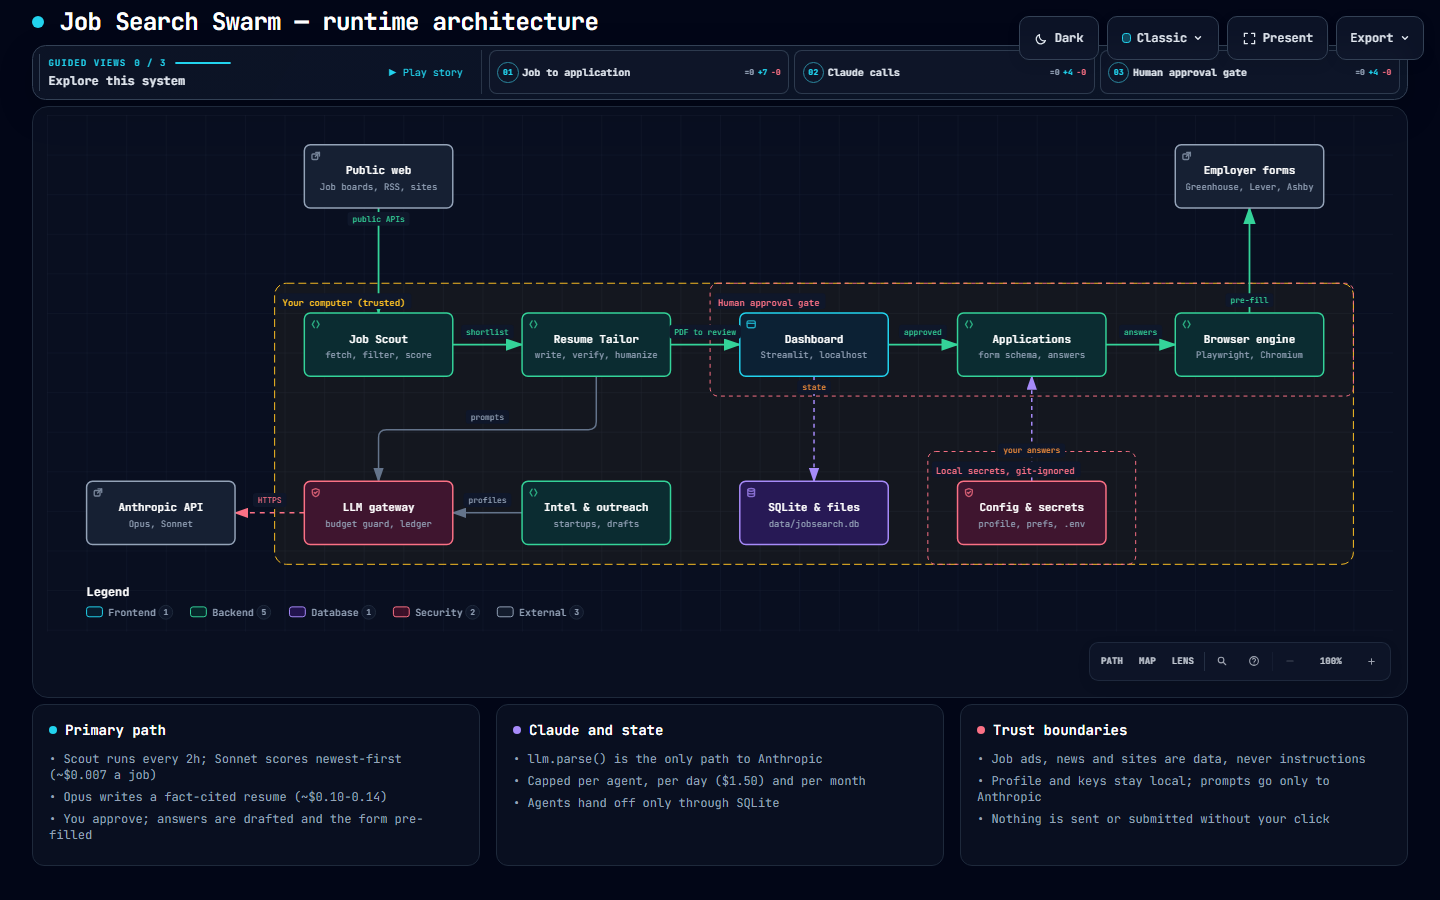 Job Search Swarm — runtime architecture
Dark
Classic
Present
Export
GUIDED VIEWS 0 / 3
Explore this system
▶ Play story
01 Job to application =0 +7 -0
02 Claude calls =0 +4 -0
03 Human approval gate =0 +4 -0
Public web
Job boards, RSS, sites
Employer forms
Greenhouse, Lever, Ashby
public APIs
pre-fill
Your computer (trusted)
Human approval gate
Job Scout
fetch, filter, score
shortlist
Resume Tailor
write, verify, humanize
PDF to review
Dashboard
Streamlit, localhost
approved
Applications
form schema, answers
answers
Browser engine
Playwright, Chromium
state
prompts
your answers
Local secrets, git-ignored
Anthropic API
Opus, Sonnet
HTTPS
LLM gateway
budget guard, ledger
profiles
Intel & outreach
startups, drafts
SQLite & files
data/jobsearch.db
Config & secrets
profile, prefs, .env
Legend
Frontend 1
Backend 5
Database 1
Security 2
External 3
PATH MAP LENS
− 100% +
Primary path
• Scout runs every 2h; Sonnet scores newest-first
(~$0.007 a job)
• Opus writes a fact-cited resume (~$0.10-0.14)
• You approve; answers are drafted and the form pre-
filled
Claude and state
• llm.parse() is the only path to Anthropic
• Capped per agent, per day ($1.50) and per month
• Agents hand off only through SQLite
Trust boundaries
• Job ads, news and sites are data, never instructions
• Profile and keys stay local; prompts go only to
Anthropic
• Nothing is sent or submitted without your click